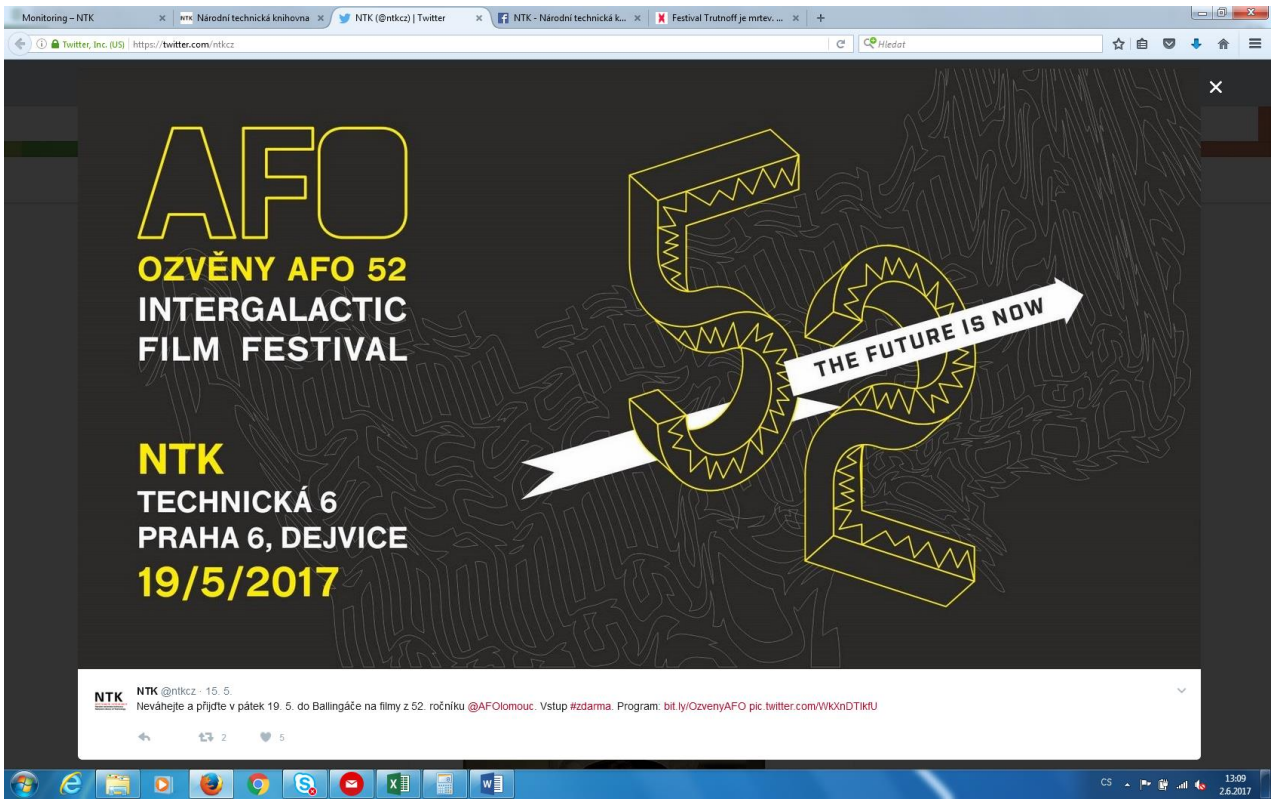 Monitoring – NTK
NTK Národní technická knihovna
NTK (@ntkcz) | Twitter
NTK - Národní technická k...
Festival Trutnoff je mrtev. ...
Twitter, Inc. (US)
https://twitter.com/ntkcz
Hledat
AFO
OZVĚNY AFO 52
INTERGALACTIC
FILM FESTIVAL
52
THE FUTURE IS NOW
NTK
TECHNICKÁ 6
PRAHA 6, DEJVICE
19/5/2017
NTK
NTK @ntkcz · 15. 5.
Neváhejte a přijďte v pátek 19. 5. do Ballingáče na filmy z 52. ročníku @AFOlomouc. Vstup #zdarma. Program: bit.ly/OzvenyAFO pic.twitter.com/WkXnDTlkfU
2
5
CS
13:09
2.6.2017